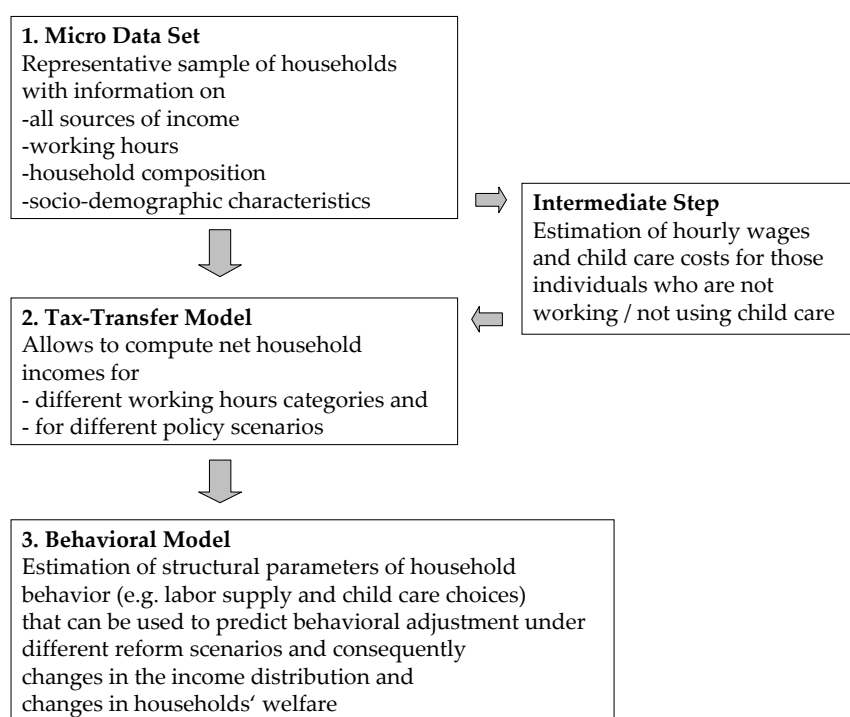 1. Micro Data Set
Representative sample of households
with information on
-all sources of income
-working hours
-household composition
-socio-demographic characteristics
Intermediate Step
Estimation of hourly wages
and child care costs for those
individuals who are not
working / not using child care
2. Tax-Transfer Model
Allows to compute net household
incomes for
- different working hours categories and
- for different policy scenarios
3. Behavioral Model
Estimation of structural parameters of household
behavior (e.g. labor supply and child care choices)
that can be used to predict behavioral adjustment under
different reform scenarios and consequently
changes in the income distribution and
changes in households‘ welfare